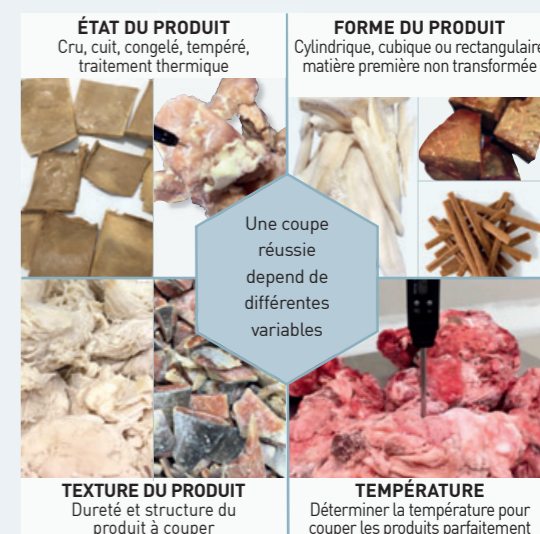 ÉTAT DU PRODUIT
Cru, cuit, congelé, tempéré,
traitement thermique
FORME DU PRODUIT
Cylindrique, cubique ou rectangulaire
matière première non transformée
Une coupe
réussie
depend de
différentes
variables
TEXTURE DU PRODUIT
Dureté et structure du
produit à couper
TEMPÉRATURE
Déterminer la température pour
couper les produits parfaitement